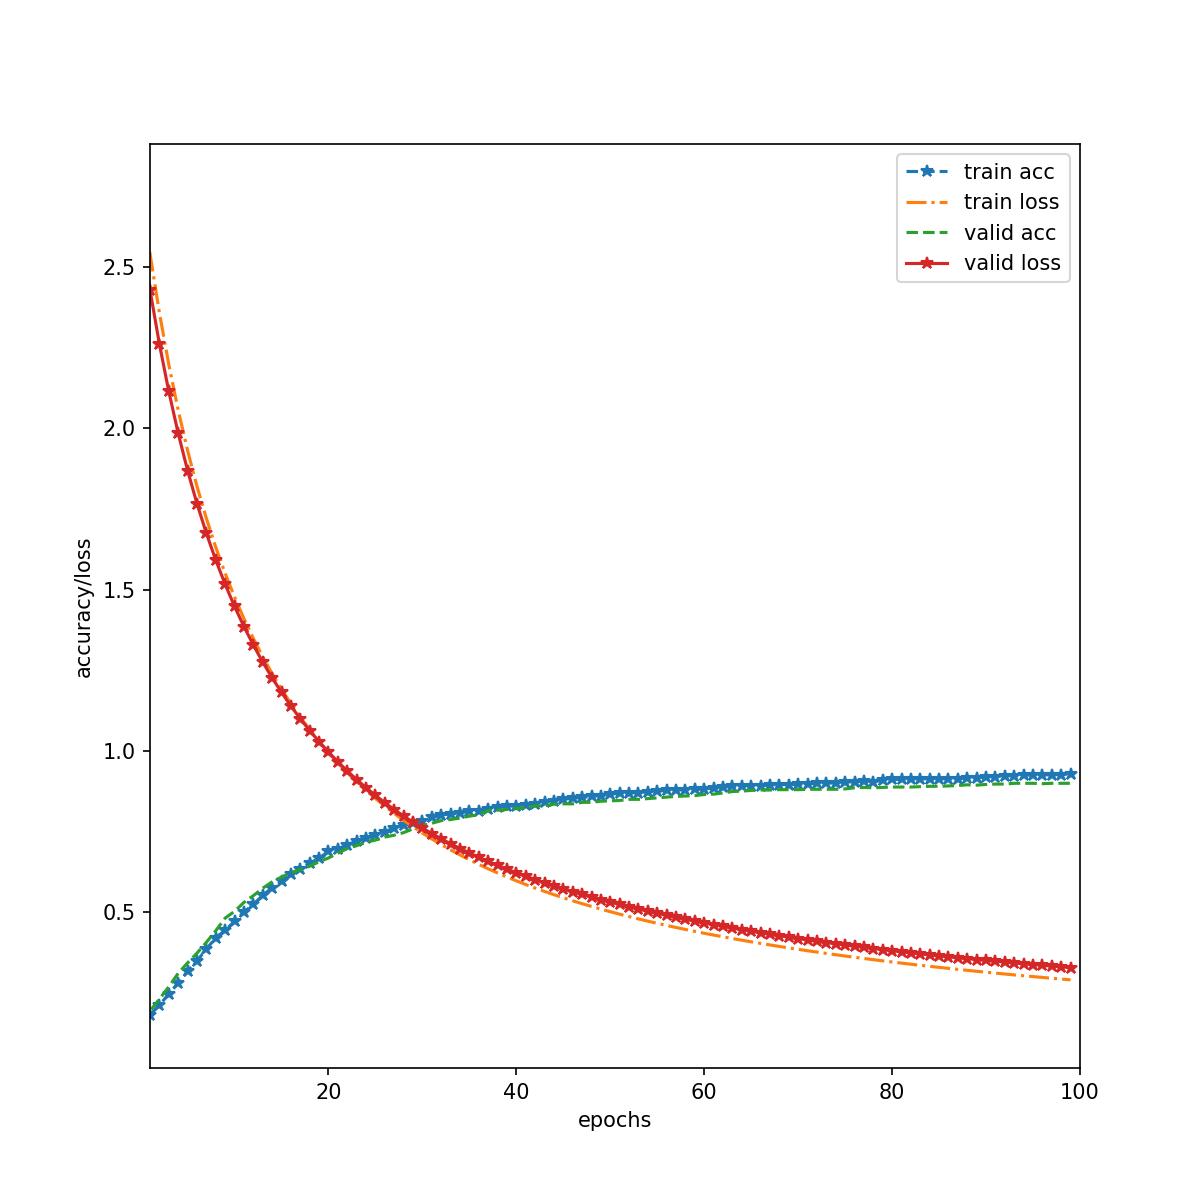 train acc
train loss
valid acc
valid loss
2.5
2.0
1.5
1.0
0.5
accuracy/loss
20 40 60 80 100
epochs